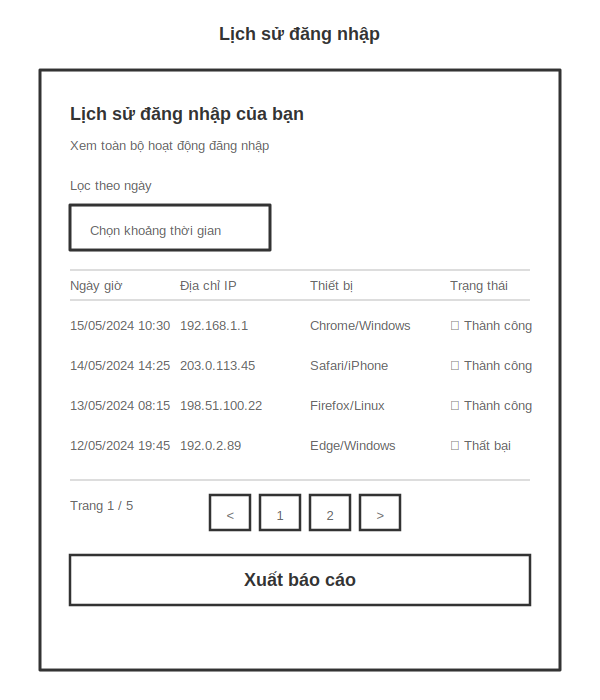 Lịch sử đăng nhập
Lịch sử đăng nhập của bạn
Xem toàn bộ hoạt động đăng nhập
Lọc theo ngày
Chọn khoảng thời gian
Ngày giờ Địa chỉ IP Thiết bị Trạng thái
15/05/2024 10:30 192.168.1.1 Chrome/Windows Thành công
14/05/2024 14:25 203.0.113.45 Safari/iPhone Thành công
13/05/2024 08:15 198.51.100.22 Firefox/Linux Thành công
12/05/2024 19:45 192.0.2.89 Edge/Windows Thất bại
Trang 1 / 5 < 1 2 >
Xuất báo cáo